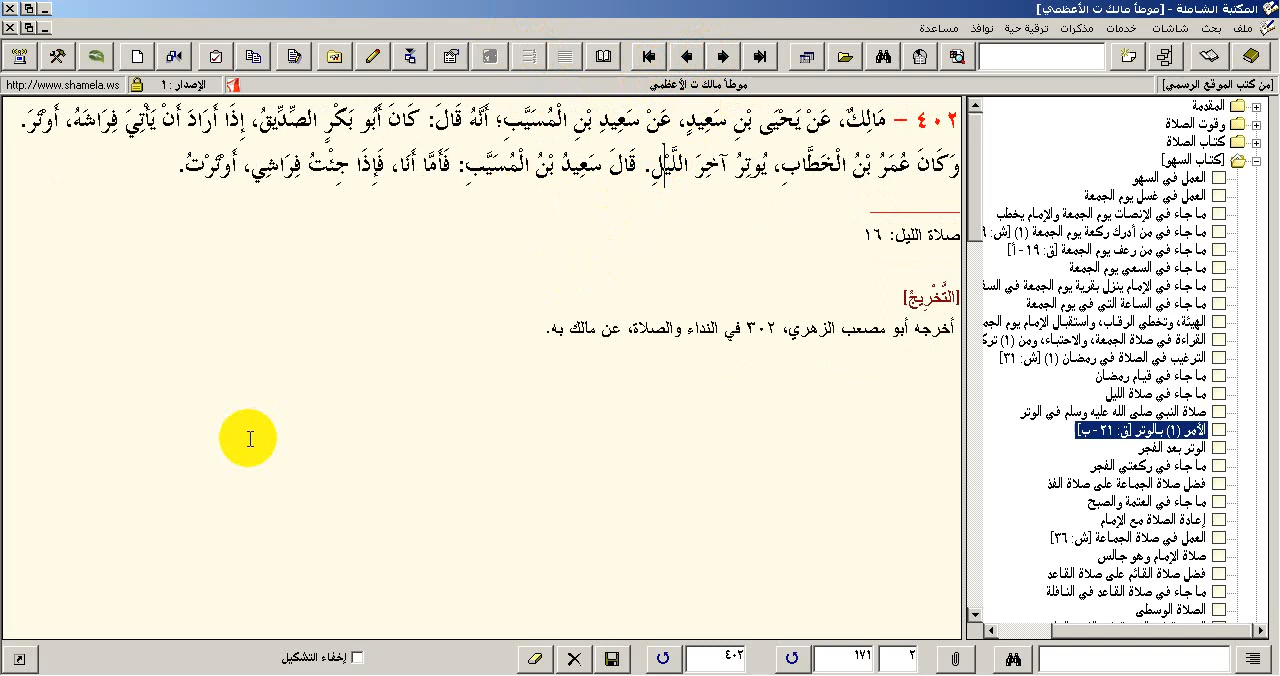 المكتبة الشاملة - [موطأ مالك ت الأعظمي]
ملف بحث شاشات خدمات مذكرات ترقية حية نوافذ مساعدة
[من كتب الموقع الرسمي] موطأ مالك ت الأعظمي الإصدار: ١ http://www.shamela.ws
المقدمة
وقوت الصلاة
كتاب الصلاة
[كتاب السهو]
العمل في السهو
العمل في غسل يوم الجمعة
ما جاء في الإنصات يوم الجمعة والإمام يخطب
ما جاء في من أدرك ركعة يوم الجمعة (١) [ش:
ما جاء في من رعف يوم الجمعة [ق: ١٩ - أ]
ما جاء في السعي يوم الجمعة
ما جاء في الإمام ينزل بقرية يوم الجمعة في
ما جاء في الساعة التي في يوم الجمعة
الهيئة، وتخطي الرقاب، واستقبال الإمام يوم
القراءة في صلاة الجمعة، والاحتباء، ومن (١)
الترغيب في الصلاة في رمضان (١) [ش: ٣١]
ما جاء في قيام رمضان
ما جاء في صلاة الليل
صلاة النبي صلى الله عليه وسلم في الوتر
الأمر (١) بالوتر [ق: ٢١ - ب]
الوتر بعد الفجر
ما جاء في ركعتي الفجر
فضل صلاة الجماعة على صلاة الفذ
ما جاء في العتمة والصبح
إعادة الصلاة مع الإمام
العمل في صلاة الجماعة [ش: ٣٦]
صلاة الإمام وهو جالس
فضل صلاة القائم على صلاة القاعد
ما جاء في صلاة القاعد في النافلة
الصلاة الوسطى
٤٠٢ – مَالِكٌ، عَنْ يَحْيَى بْنِ سَعِيدٍ، عَنْ سَعِيدِ بْنِ الْمُسَيَّبِ؛ أَنَّهُ قَالَ: كَانَ أَبُو بَكْرٍ الصِّدِّيقُ، إِذَا أَرَادَ أَنْ يَأْتِيَ فِرَاشَهُ، أَوْتَرَ.
وَكَانَ عُمَرُ بْنُ الْخَطَّابِ، يُوتِرُ آخِرَ اللَّيْلِ. قَالَ سَعِيدُ بْنُ الْمُسَيَّبِ: فَأَمَّا أَنَا، فَإِذَا جِئْتُ فِرَاشِي، أَوْتَرْتُ.
صلاة الليل: ١٦
[التَّخْرِيجُ]
أخرجه أبو مصعب الزهري، ٣٠٢ في النداء والصلاة، عن مالك به.
٢ ١٧١ ٤٠٢ إخفاء التشكيل